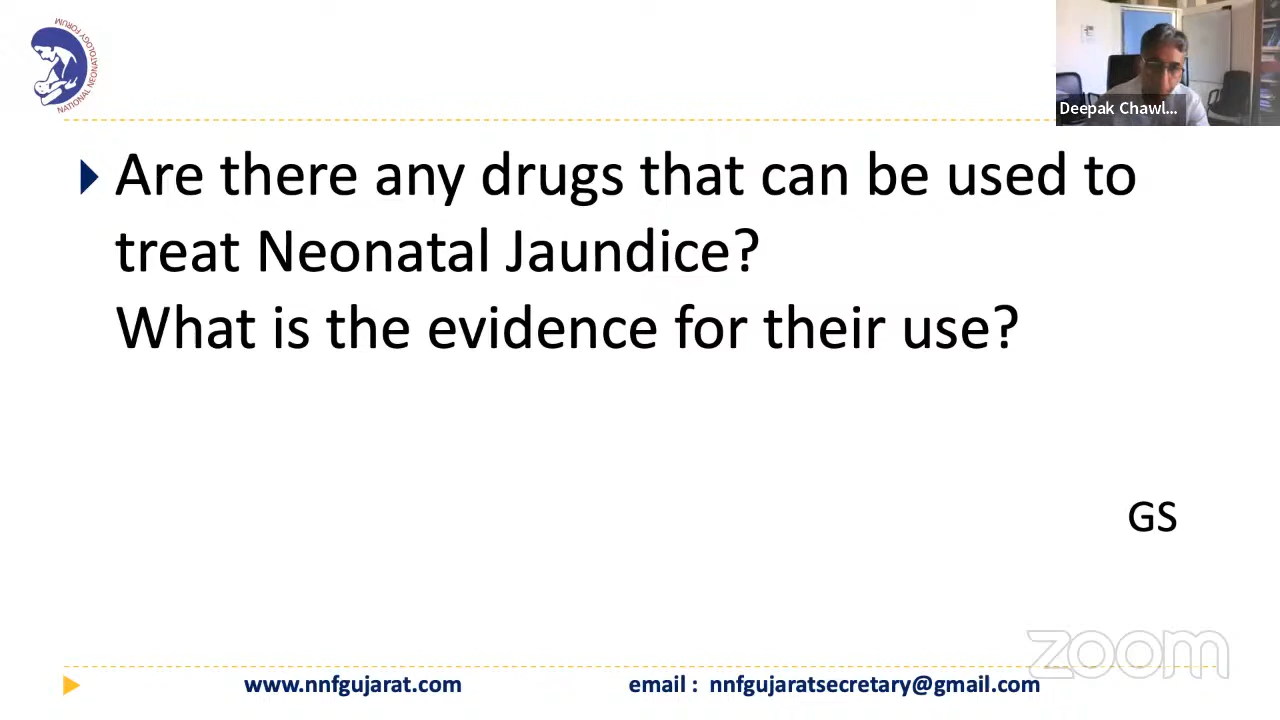 NATIONAL NEONATOLOGY FORUM
Deepak Chawl...
Are there any drugs that can be used to
treat Neonatal Jaundice?
What is the evidence for their use?
GS
zoom
www.nnfgujarat.com
email : nnfgujaratsecretary@gmail.com